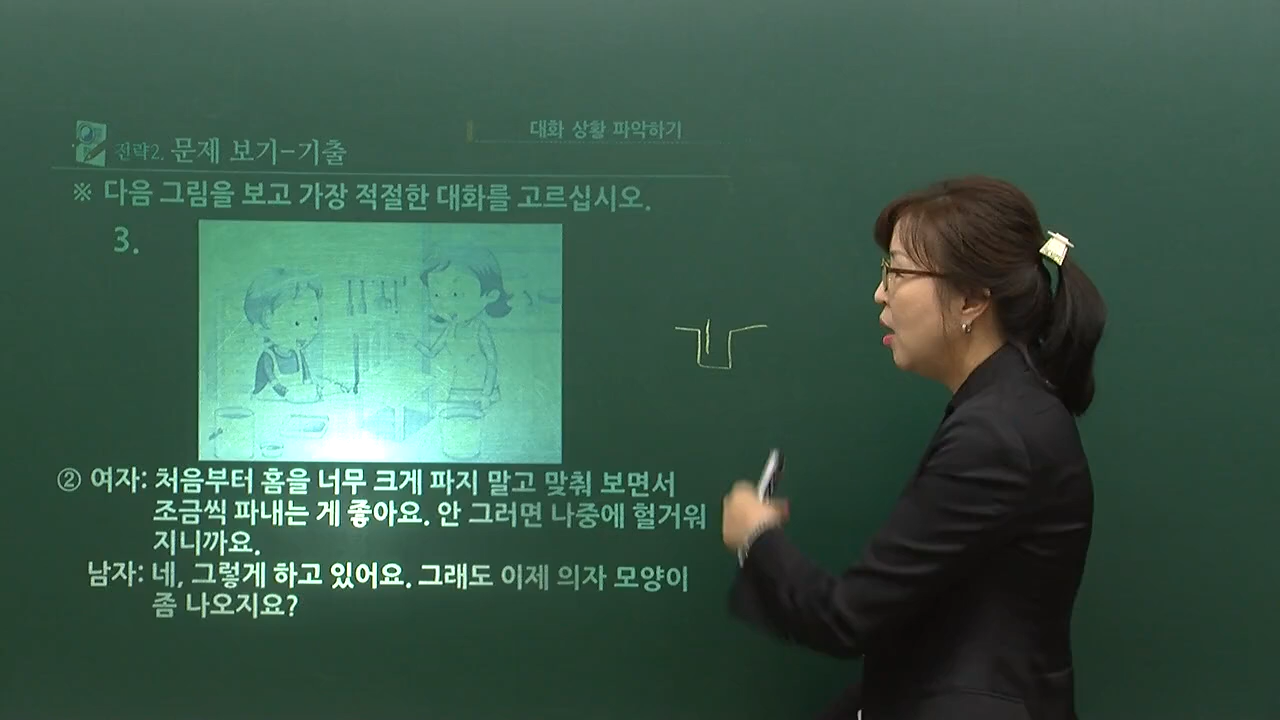 대화 상황 파악하기
전략2. 문제 보기-기출
※ 다음 그림을 보고 가장 적절한 대화를 고르십시오.
3.
② 여자: 처음부터 홈을 너무 크게 파지 말고 맞춰 보면서
조금씩 파내는 게 좋아요. 안 그러면 나중에 헐거워
지니까요.
남자: 네, 그렇게 하고 있어요. 그래도 이제 의자 모양이
좀 나오지요?